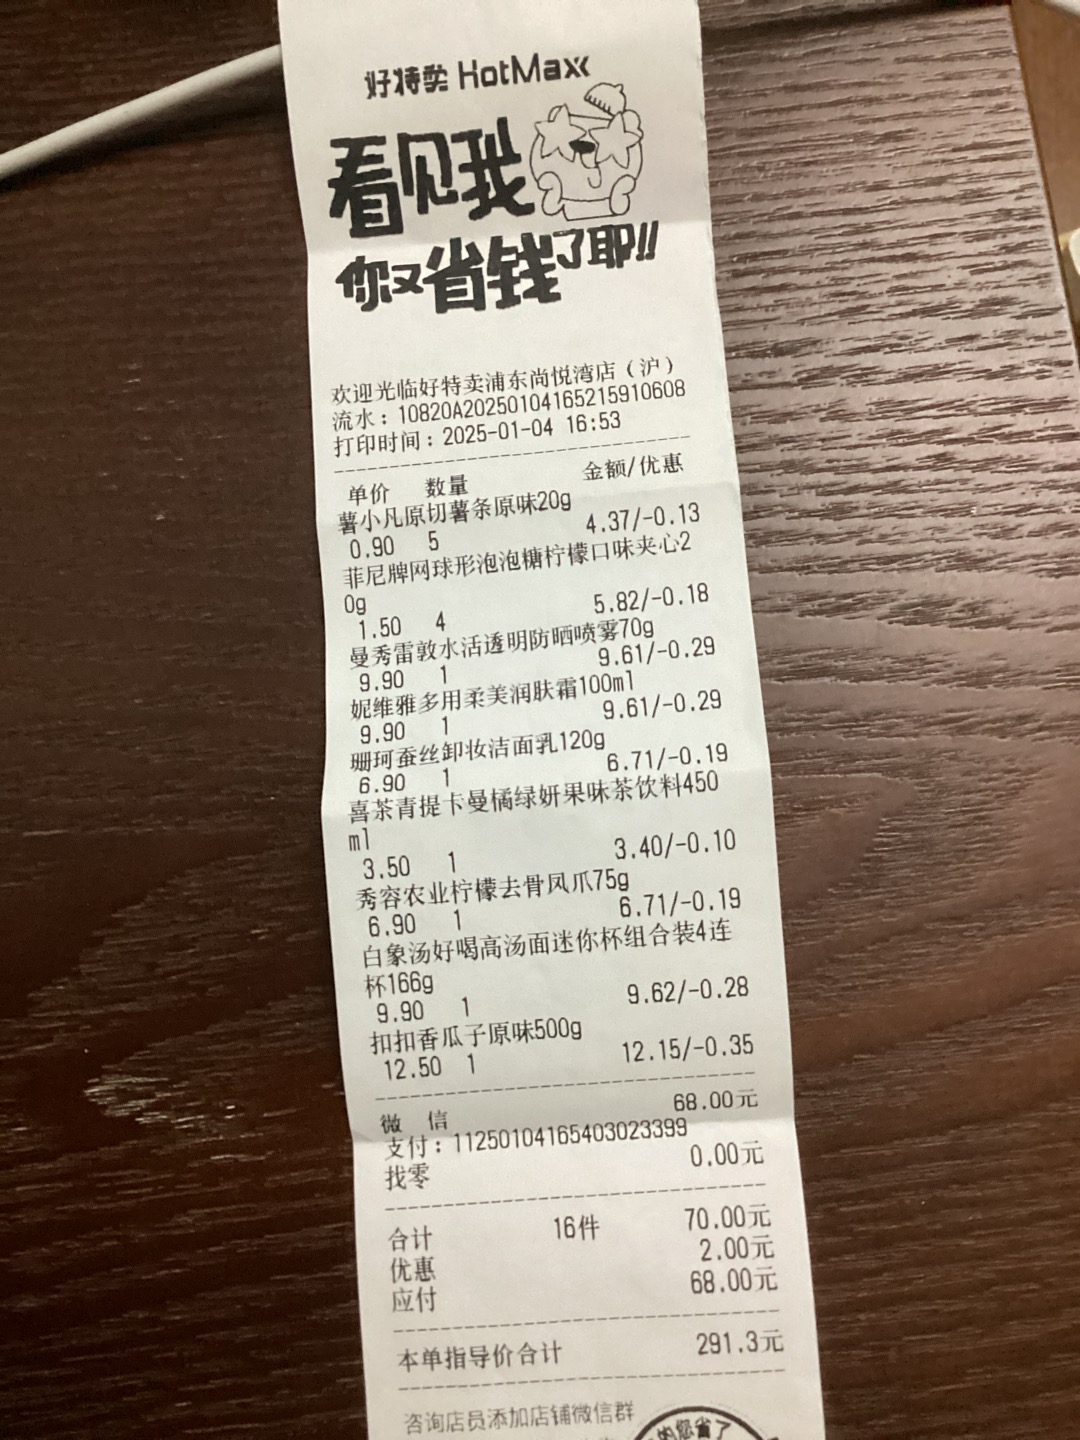 好特卖 HotMaxx
看见我
你又省钱了耶!!
欢迎光临好特卖浦东尚悦湾店（沪）
流水：10820A20250104165215910608
打印时间：2025-01-04 16:53
单价 数量 金额/优惠
薯小凡原切薯条原味20g
0.90 5 4.37/-0.13
菲尼牌网球形泡泡糖柠檬口味夹心2
0g
1.50 4 5.82/-0.18
曼秀雷敦水活透明防晒喷雾70g
9.90 1 9.61/-0.29
妮维雅多用柔美润肤霜100ml
9.90 1 9.61/-0.29
珊珂蚕丝卸妆洁面乳120g
6.90 1 6.71/-0.19
喜茶青提卡曼橘绿妍果味茶饮料450
ml
3.50 1 3.40/-0.10
秀容农业柠檬去骨凤爪75g
6.90 1 6.71/-0.19
白象汤好喝高汤面迷你杯组合装4连
杯166g
9.90 1 9.62/-0.28
扣扣香瓜子原味500g
12.50 1 12.15/-0.35
微 信 68.00元
支付：11250104165403023399
找零 0.00元
合计 16件 70.00元
优惠 2.00元
应付 68.00元
本单指导价合计 291.3元
咨询店员添加店铺微信群
您省了